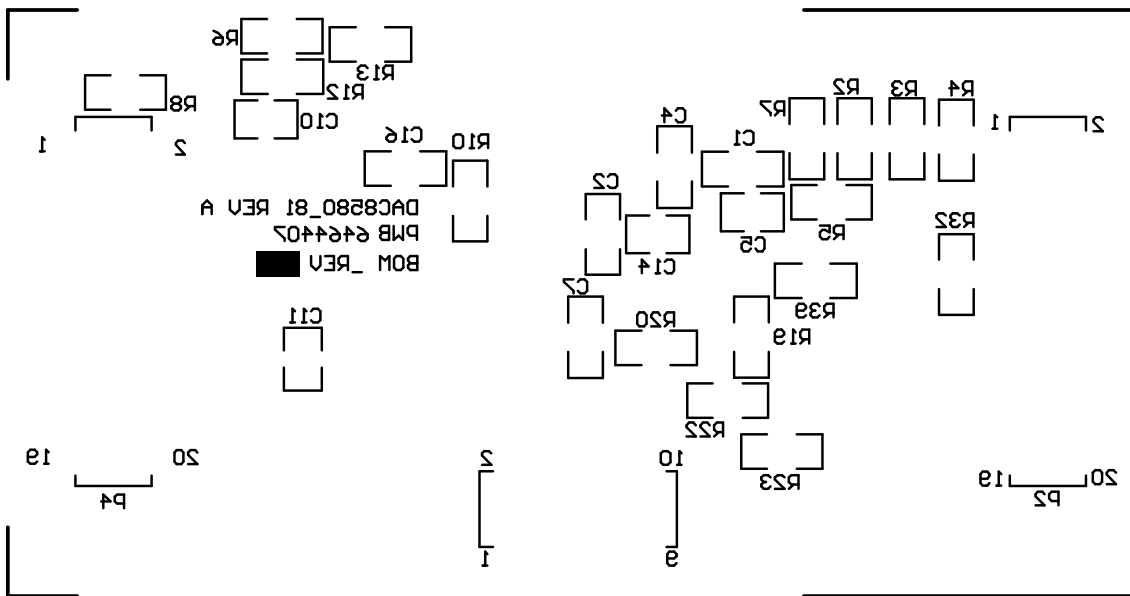 R6
R13
R12
R8
C10
1
2
C16
R10
DAC8580_81 REV A
PWB 6464407
BOM _REV
C11
C4
C1
R7
R2
R3
R4
1
2
C2
C14
C5
R5
R32
C7
R20
R39
R19
R22
R23
19
20
P4
2
10
1
9
19
20
P2